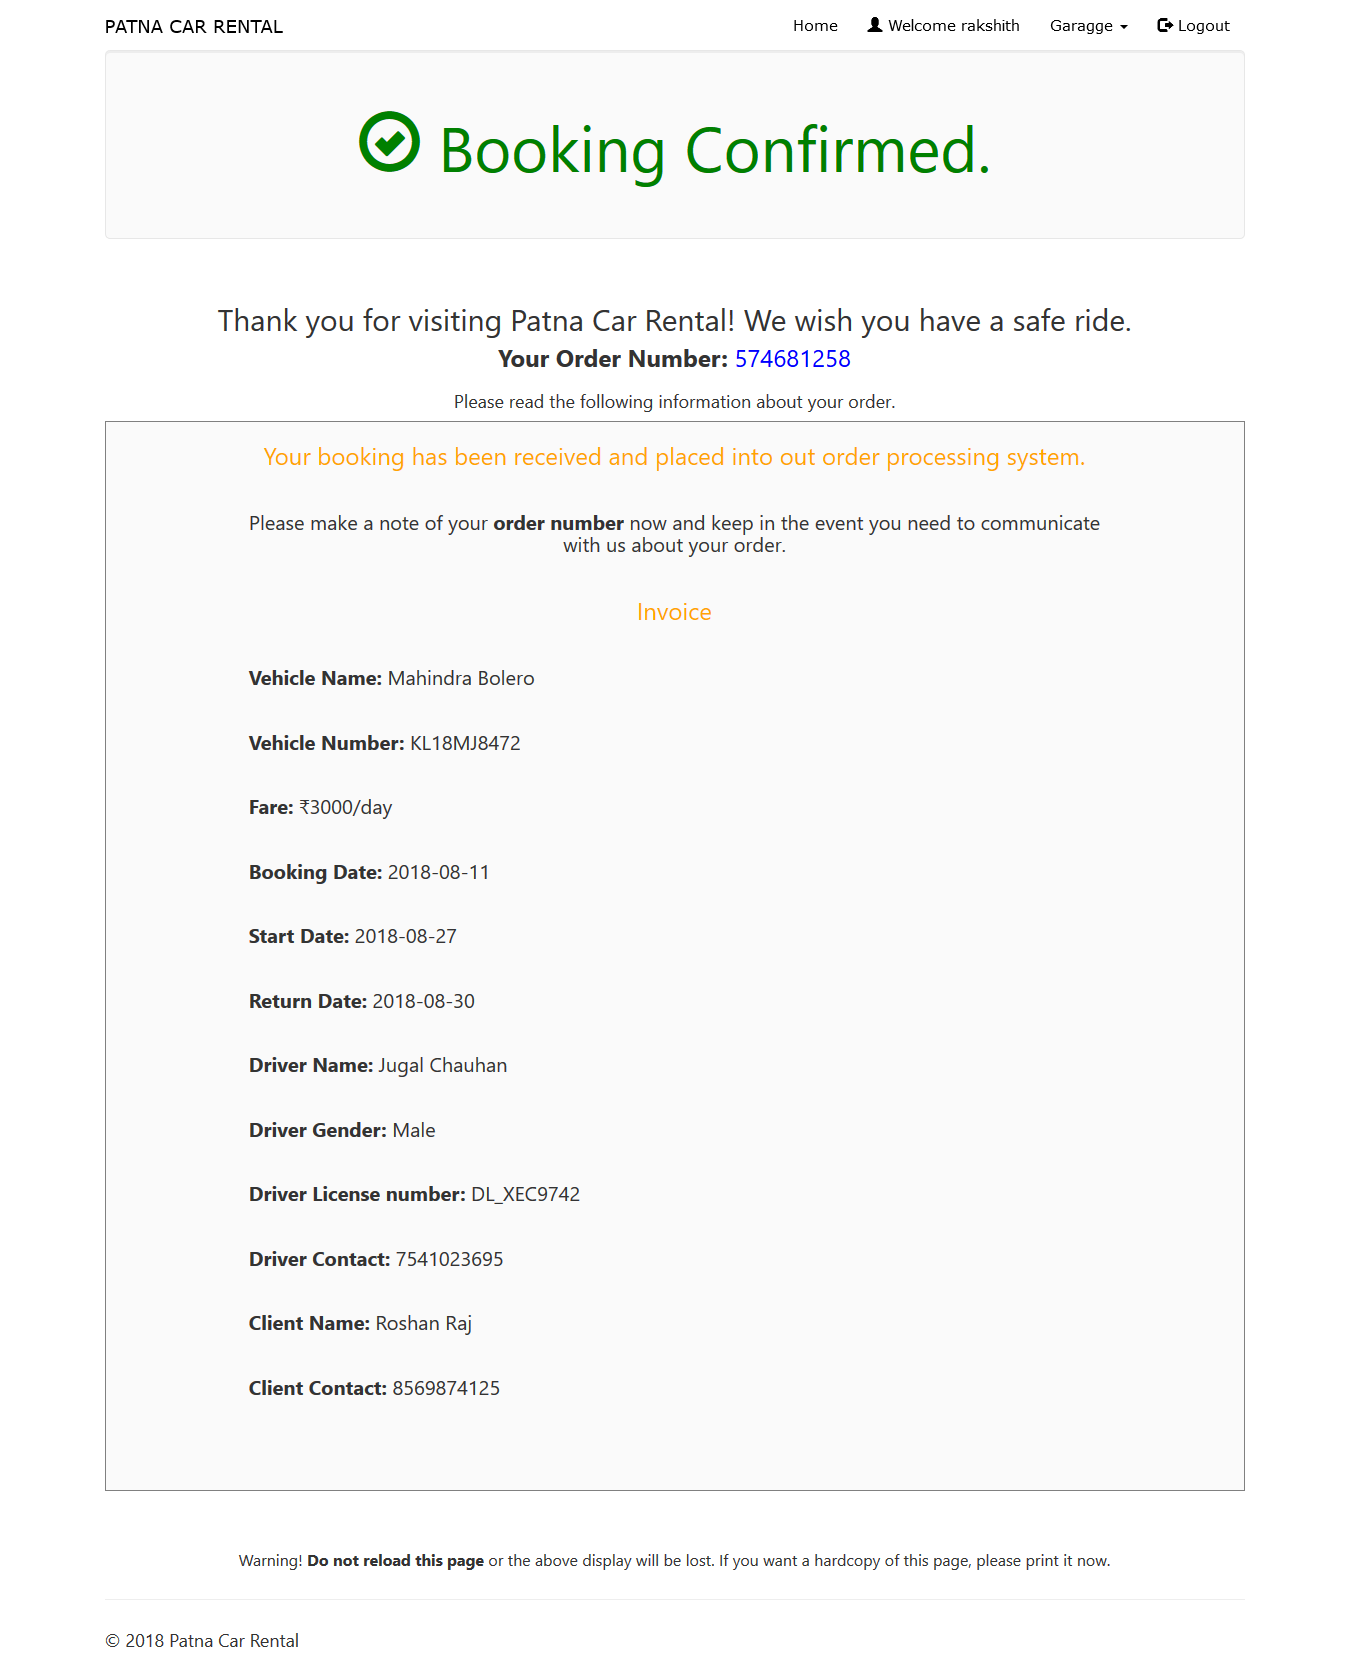 PATNA CAR RENTAL
Home Welcome rakshith Garagge Logout
Booking Confirmed.
Thank you for visiting Patna Car Rental! We wish you have a safe ride.
Your Order Number: 574681258
Please read the following information about your order.
Your booking has been received and placed into out order processing system.
Please make a note of your order number now and keep in the event you need to communicate
with us about your order.
Invoice
Vehicle Name: Mahindra Bolero
Vehicle Number: KL18MJ8472
Fare: ₹3000/day
Booking Date: 2018-08-11
Start Date: 2018-08-27
Return Date: 2018-08-30
Driver Name: Jugal Chauhan
Driver Gender: Male
Driver License number: DL_XEC9742
Driver Contact: 7541023695
Client Name: Roshan Raj
Client Contact: 8569874125
Warning! Do not reload this page or the above display will be lost. If you want a hardcopy of this page, please print it now.
© 2018 Patna Car Rental